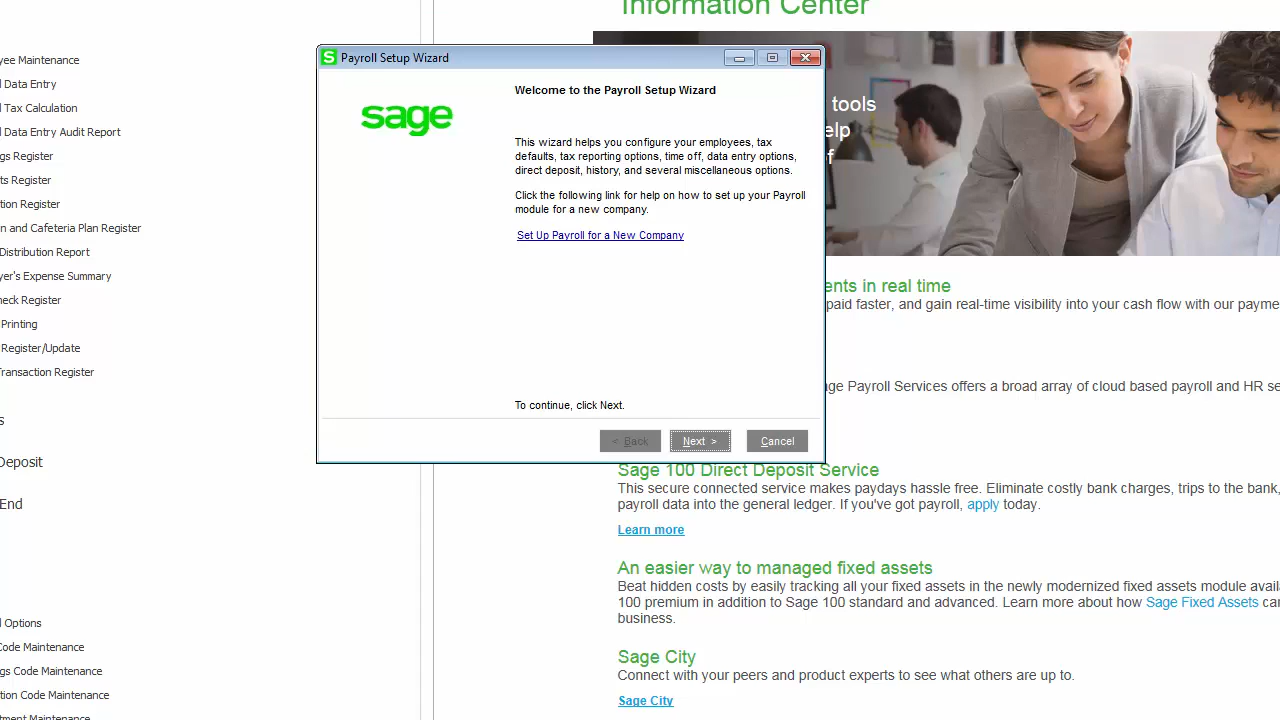 Information Center
yee Maintenance
l Data Entry
l Tax Calculation
l Data Entry Audit Report
gs Register
ts Register
tion Register
n and Cafeteria Plan Register
Distribution Report
yer's Expense Summary
heck Register
Printing
Register/Update
Transaction Register
s
Deposit
End
l Options
Code Maintenance
gs Code Maintenance
tion Code Maintenance
tment Maintenance
S Payroll Setup Wizard
sage
Welcome to the Payroll Setup Wizard
This wizard helps you configure your employees, tax
defaults, tax reporting options, time off, data entry options,
direct deposit, history, and several miscellaneous options.
Click the following link for help on how to set up your Payroll
module for a new company.
Set Up Payroll for a New Company
To continue, click Next.
< Back Next > Cancel
tools
elp
of
ents in real time
paid faster, and gain real-time visibility into your cash flow with our payme
ge Payroll Services offers a broad array of cloud based payroll and HR se
Sage 100 Direct Deposit Service
This secure connected service makes paydays hassle free. Eliminate costly bank charges, trips to the bank,
payroll data into the general ledger. If you've got payroll, apply today.
Learn more
An easier way to managed fixed assets
Beat hidden costs by easily tracking all your fixed assets in the newly modernized fixed assets module avail
100 premium in addition to Sage 100 standard and advanced. Learn more about how Sage Fixed Assets can
business.
Sage City
Connect with your peers and product experts to see what others are up to.
Sage City